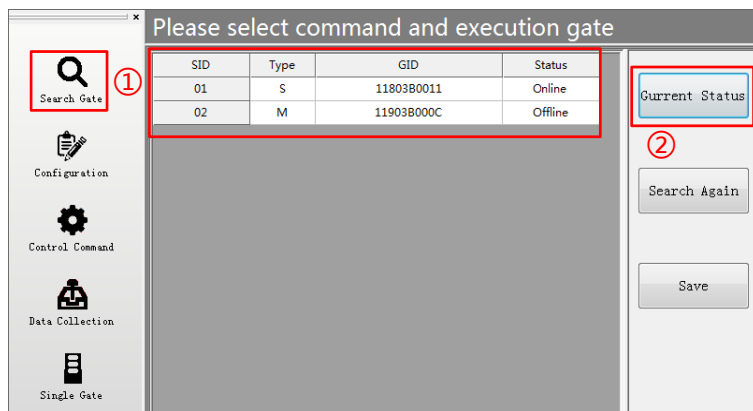 Please select command and execution gate
Search Gate
①
Configuration
Control Command
Data Collection
Single Gate
SID Type GID Status
01 S 11803B0011 Online
02 M 11903B000C Offline
Gurrent Status
②
Search Again
Save